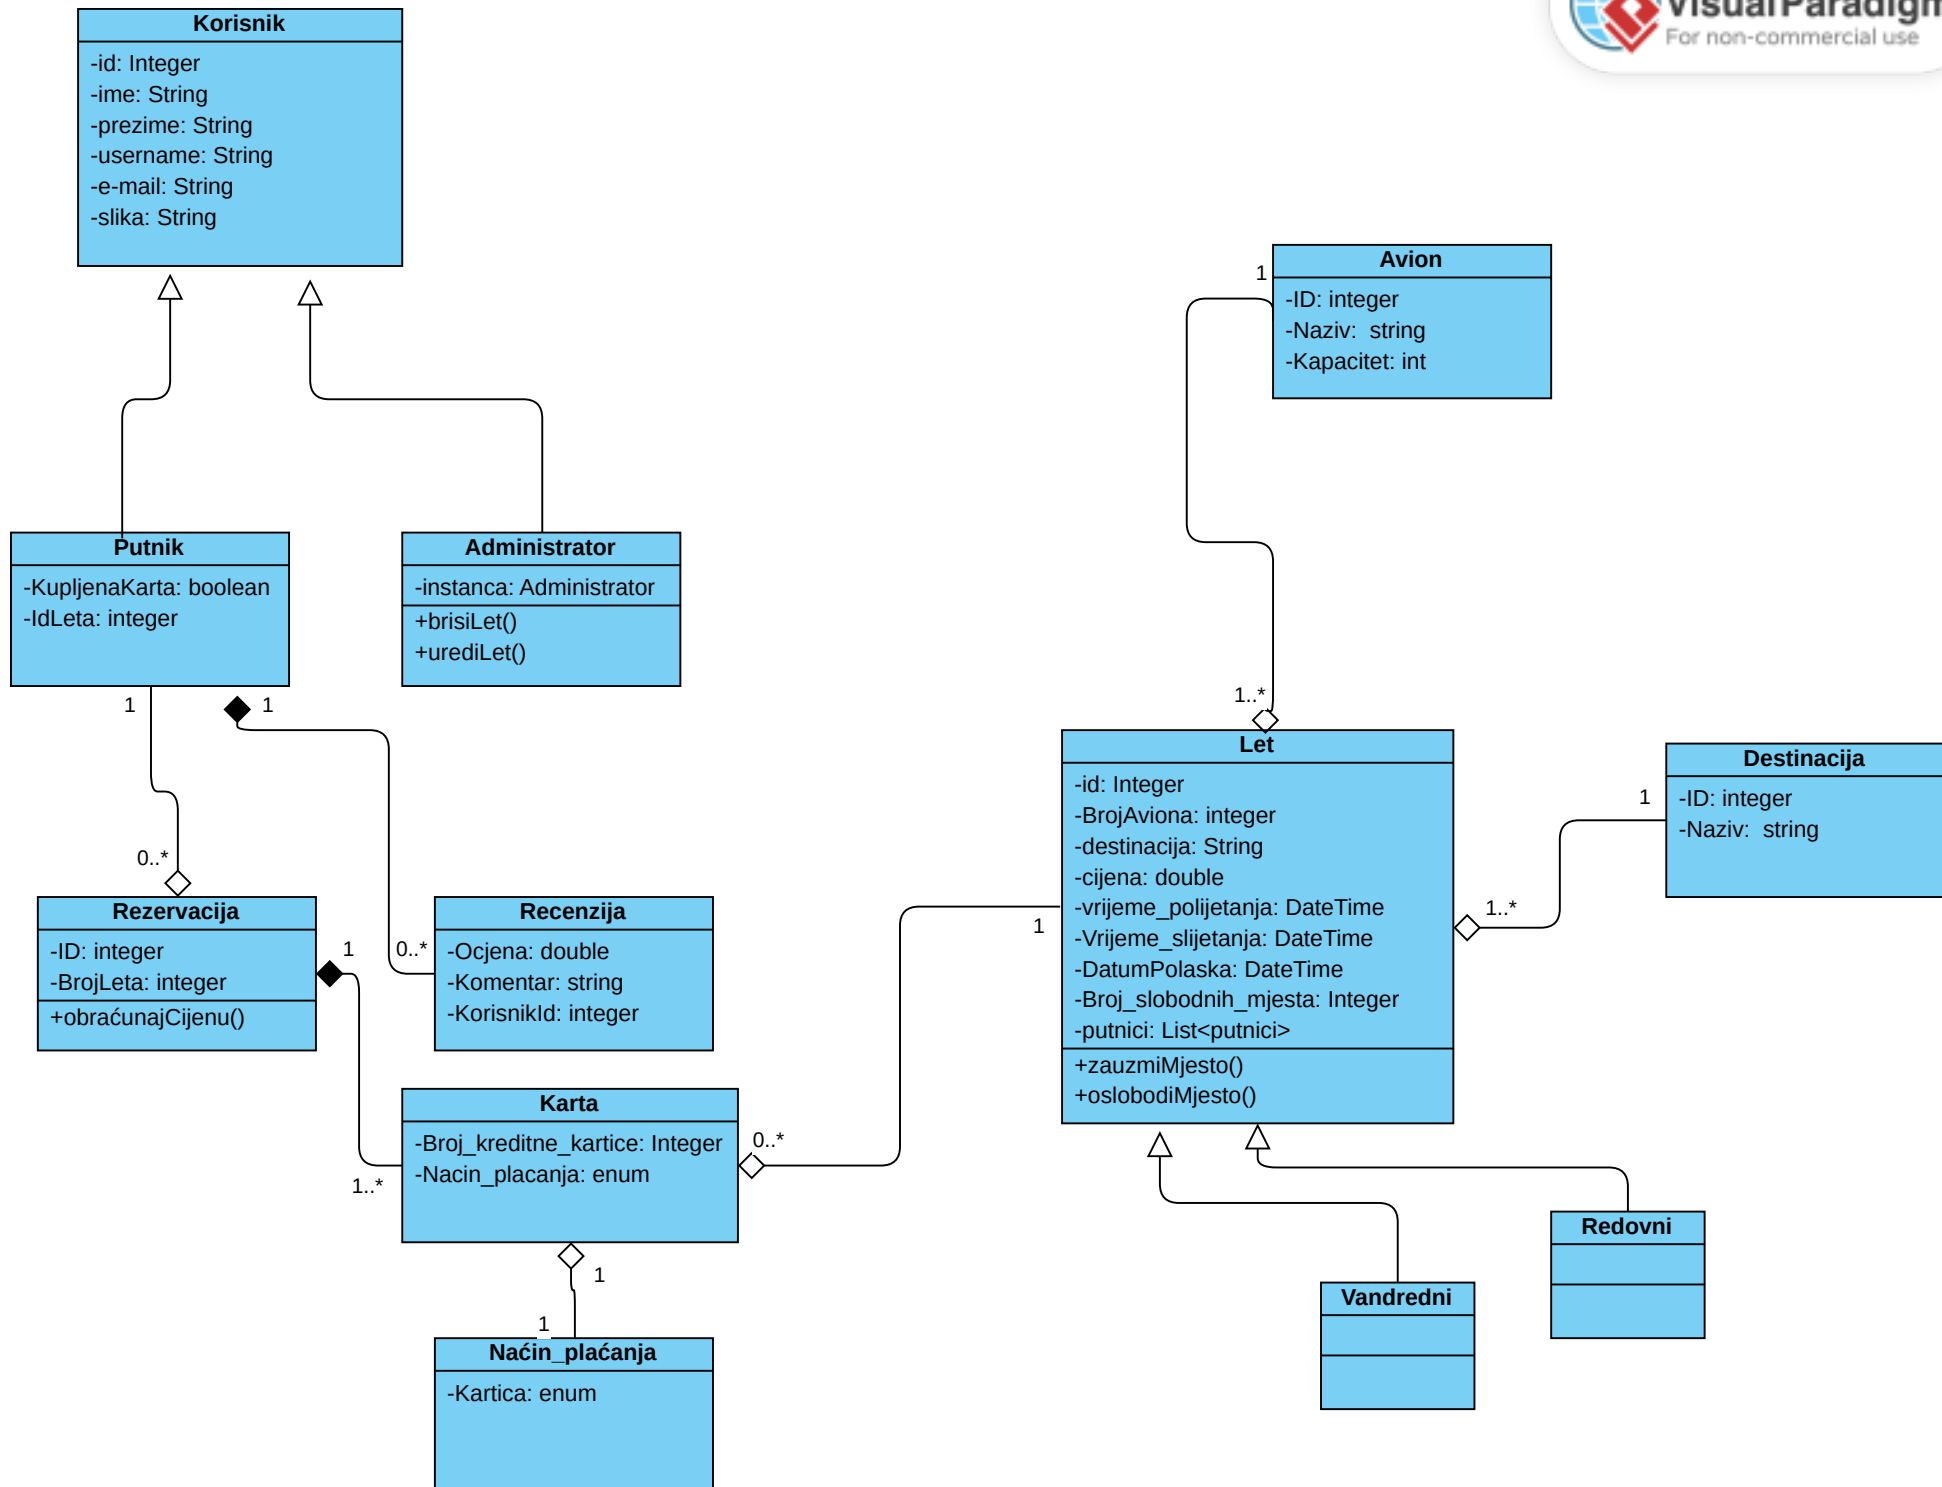 VisualParadigm
For non-commercial use
Korisnik
-id: Integer
-ime: String
-prezime: String
-username: String
-e-mail: String
-slika: String
Avion
1
-ID: integer
-Naziv:  string
-Kapacitet: int
Putnik
-KupljenaKarta: boolean
-IdLeta: integer
Administrator
-instanca: Administrator
+brisiLet()
+urediLet()
1
1
1..*
0..*
Let
-id: Integer
-BrojAviona: integer
-destinacija: String
-cijena: double
-vrijeme_polijetanja: DateTime
-Vrijeme_slijetanja: DateTime
-DatumPolaska: DateTime
-Broj_slobodnih_mjesta: Integer
-putnici: List<putnici>
+zauzmiMjesto()
+oslobodiMjesto()
1
Destinacija
-ID: integer
-Naziv:  string
1..*
Rezervacija
-ID: integer
-BrojLeta: integer
+obraćunajCijenu()
1
0..*
Recenzija
-Ocjena: double
-Komentar: string
-KorisnikId: integer
1
Karta
-Broj_kreditne_kartice: Integer
-Nacin_placanja: enum
0..*
1..*
1
1
Naćin_plaćanja
-Kartica: enum
Redovni
Vandredni